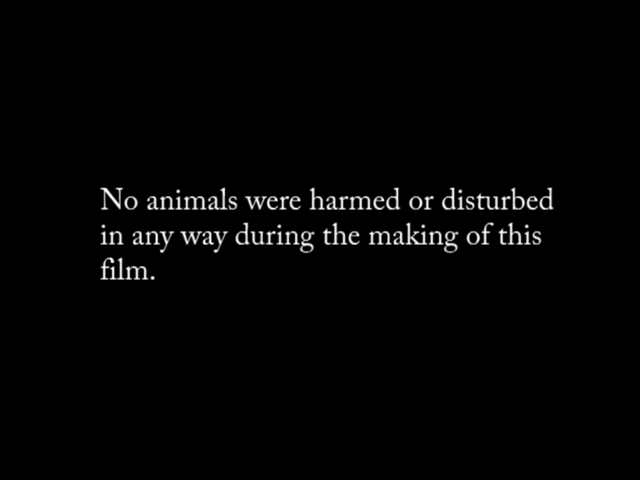 No animals were harmed or disturbed
in any way during the making of this
film.